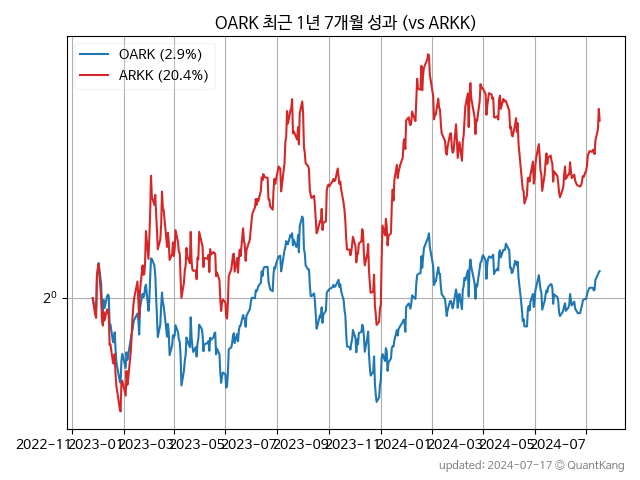 OARK 최근 1년 7개월 성과 (vs ARKK)
OARK (2.9%)
ARKK (20.4%)
2⁰
2022−11 2023−01 2023−03 2023−05 2023−07 2023−09 2023−11 2024−01 2024−03 2024−05 2024−07
updated: 2024-07-17 © QuantKang